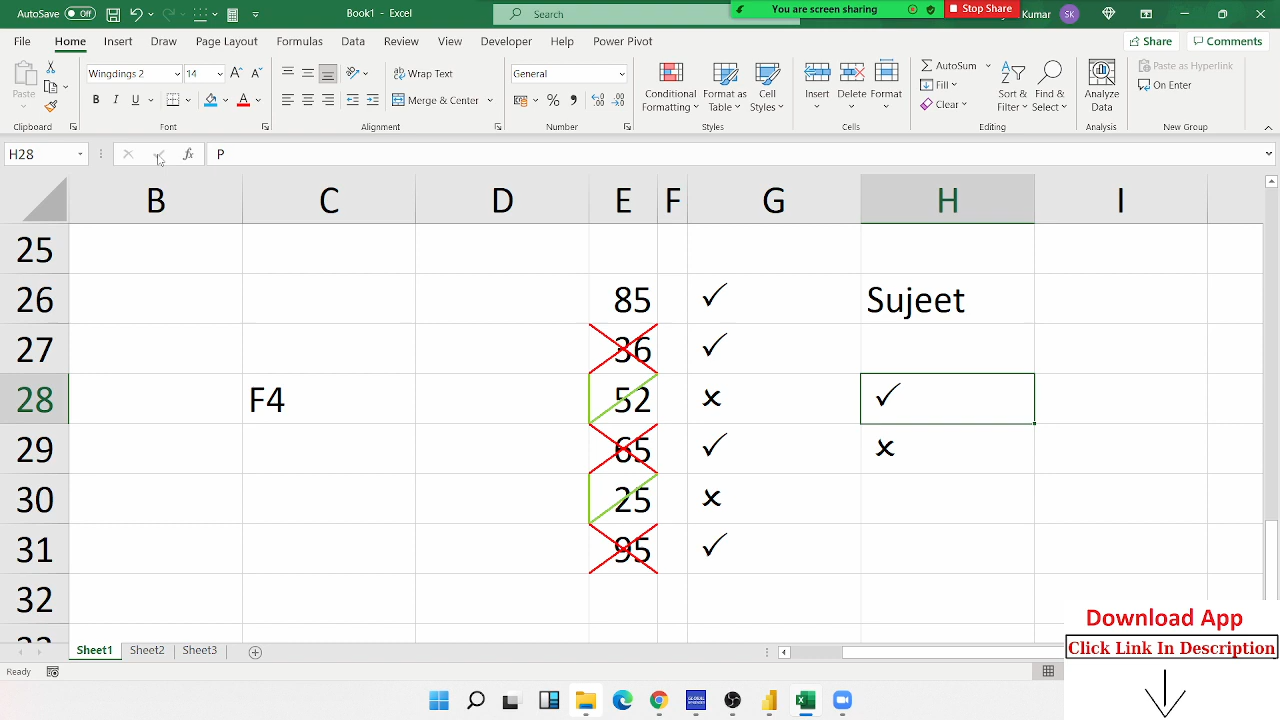 AutoSave Off
Book1 - Excel
Search
You are screen sharing
Stop Share
Kumar SK
File Home Insert Draw Page Layout Formulas Data Review View Developer Help Power Pivot
Share Comments
Wingdings 2 14
Wrap Text
General
AutoSum
Paste as Hyperlink
Fill
On Enter
Clear
B I U
Merge & Center
Paste
Conditional Formatting
Format as Table
Cell Styles
Insert Delete Format
Sort & Filter
Find & Select
Analyze Data
Clipboard Font Alignment Number Styles Cells Editing Analysis New Group
H28 fx P
B C D E F G H I
25
26 85 ✓ Sujeet
27 36 ✓
28 F4 52 ✗ ✓
29 65 ✓ ✗
30 25 ✗
31 95 ✓
32
Download App
Click Link In Description
Sheet1 Sheet2 Sheet3
Ready